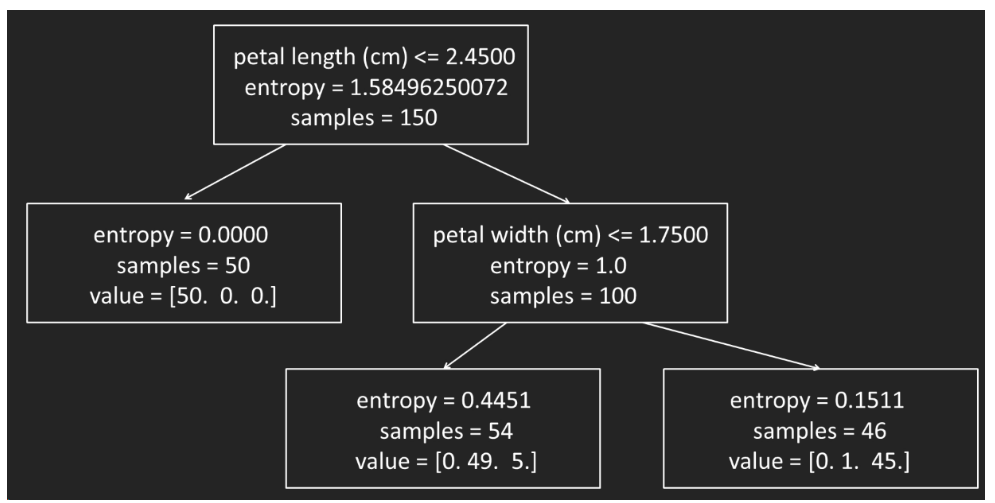 petal length (cm) <= 2.4500
entropy = 1.58496250072
samples = 150
entropy = 0.0000
samples = 50
value = [50.  0.  0.]
petal width (cm) <= 1.7500
entropy = 1.0
samples = 100
entropy = 0.4451
samples = 54
value = [0. 49.  5.]
entropy = 0.1511
samples = 46
value = [0. 1.  45.]